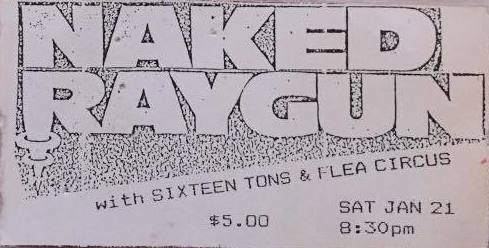 NAKED
RAYGUN
with SIXTEEN TONS & FLEA CIRCUS
$5.00
SAT JAN 21
8:30pm